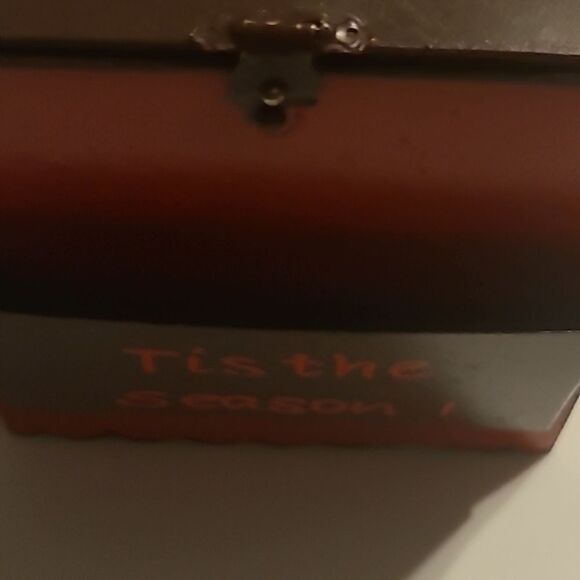 Tis the
season !